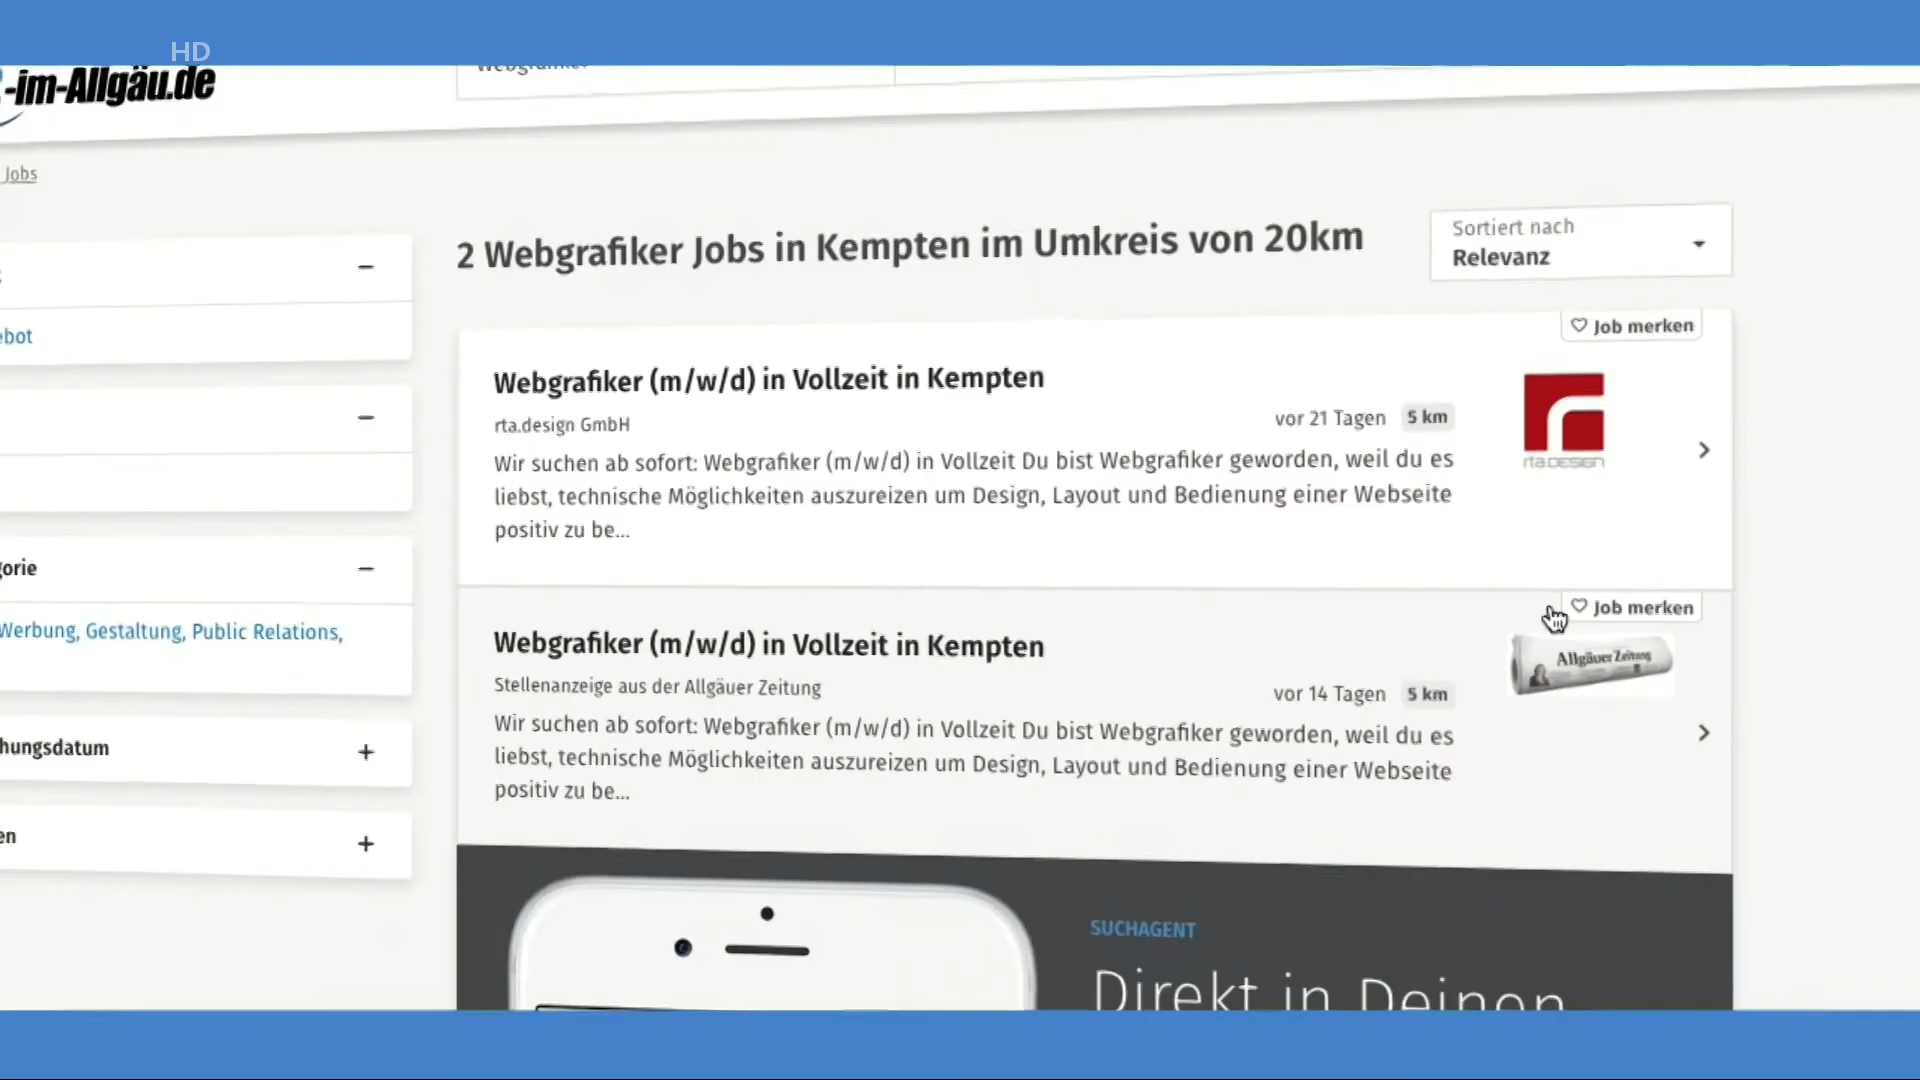 HD
-im-Allgäu.de
Webgrafiker
Jobs
2 Webgrafiker Jobs in Kempten im Umkreis von 20km
Sortiert nach
Relevanz
ebot
gorie
Werbung, Gestaltung, Public Relations,
hungsdatum
en
Job merken
Webgrafiker (m/w/d) in Vollzeit in Kempten
rta.design GmbH
vor 21 Tagen 5 km
Wir suchen ab sofort: Webgrafiker (m/w/d) in Vollzeit Du bist Webgrafiker geworden, weil du es
liebst, technische Möglichkeiten auszureizen um Design, Layout und Bedienung einer Webseite
positiv zu be...
rta.DESIGN
Job merken
Webgrafiker (m/w/d) in Vollzeit in Kempten
Stellenanzeige aus der Allgäuer Zeitung
vor 14 Tagen 5 km
Wir suchen ab sofort: Webgrafiker (m/w/d) in Vollzeit Du bist Webgrafiker geworden, weil du es
liebst, technische Möglichkeiten auszureizen um Design, Layout und Bedienung einer Webseite
positiv zu be...
Allgäuer Zeitung
SUCHAGENT
Direkt in Deinen